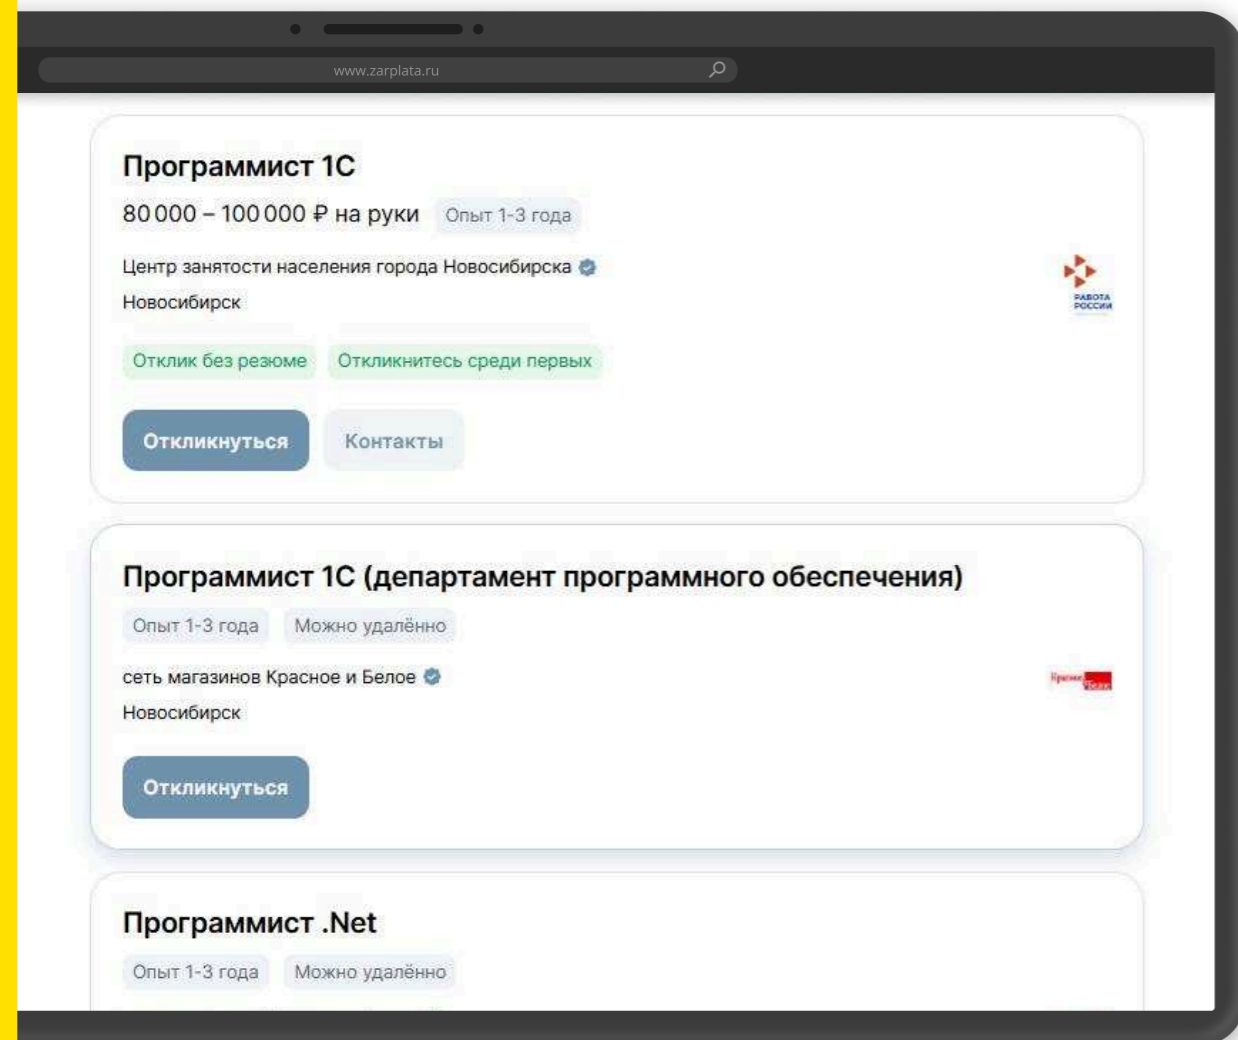 www.zarplata.ru
Программист 1С
80 000 – 100 000 ₽ на руки Опыт 1-3 года
Центр занятости населения города Новосибирска
Новосибирск
РАБОТА
РОССИИ
Отклик без резюме Откликнитесь среди первых
Откликнуться Контакты
Программист 1С (департамент программного обеспечения)
Опыт 1-3 года Можно удалённо
сеть магазинов Красное и Белое
Красное
Белое
Новосибирск
Откликнуться
Программист .Net
Опыт 1-3 года Можно удалённо